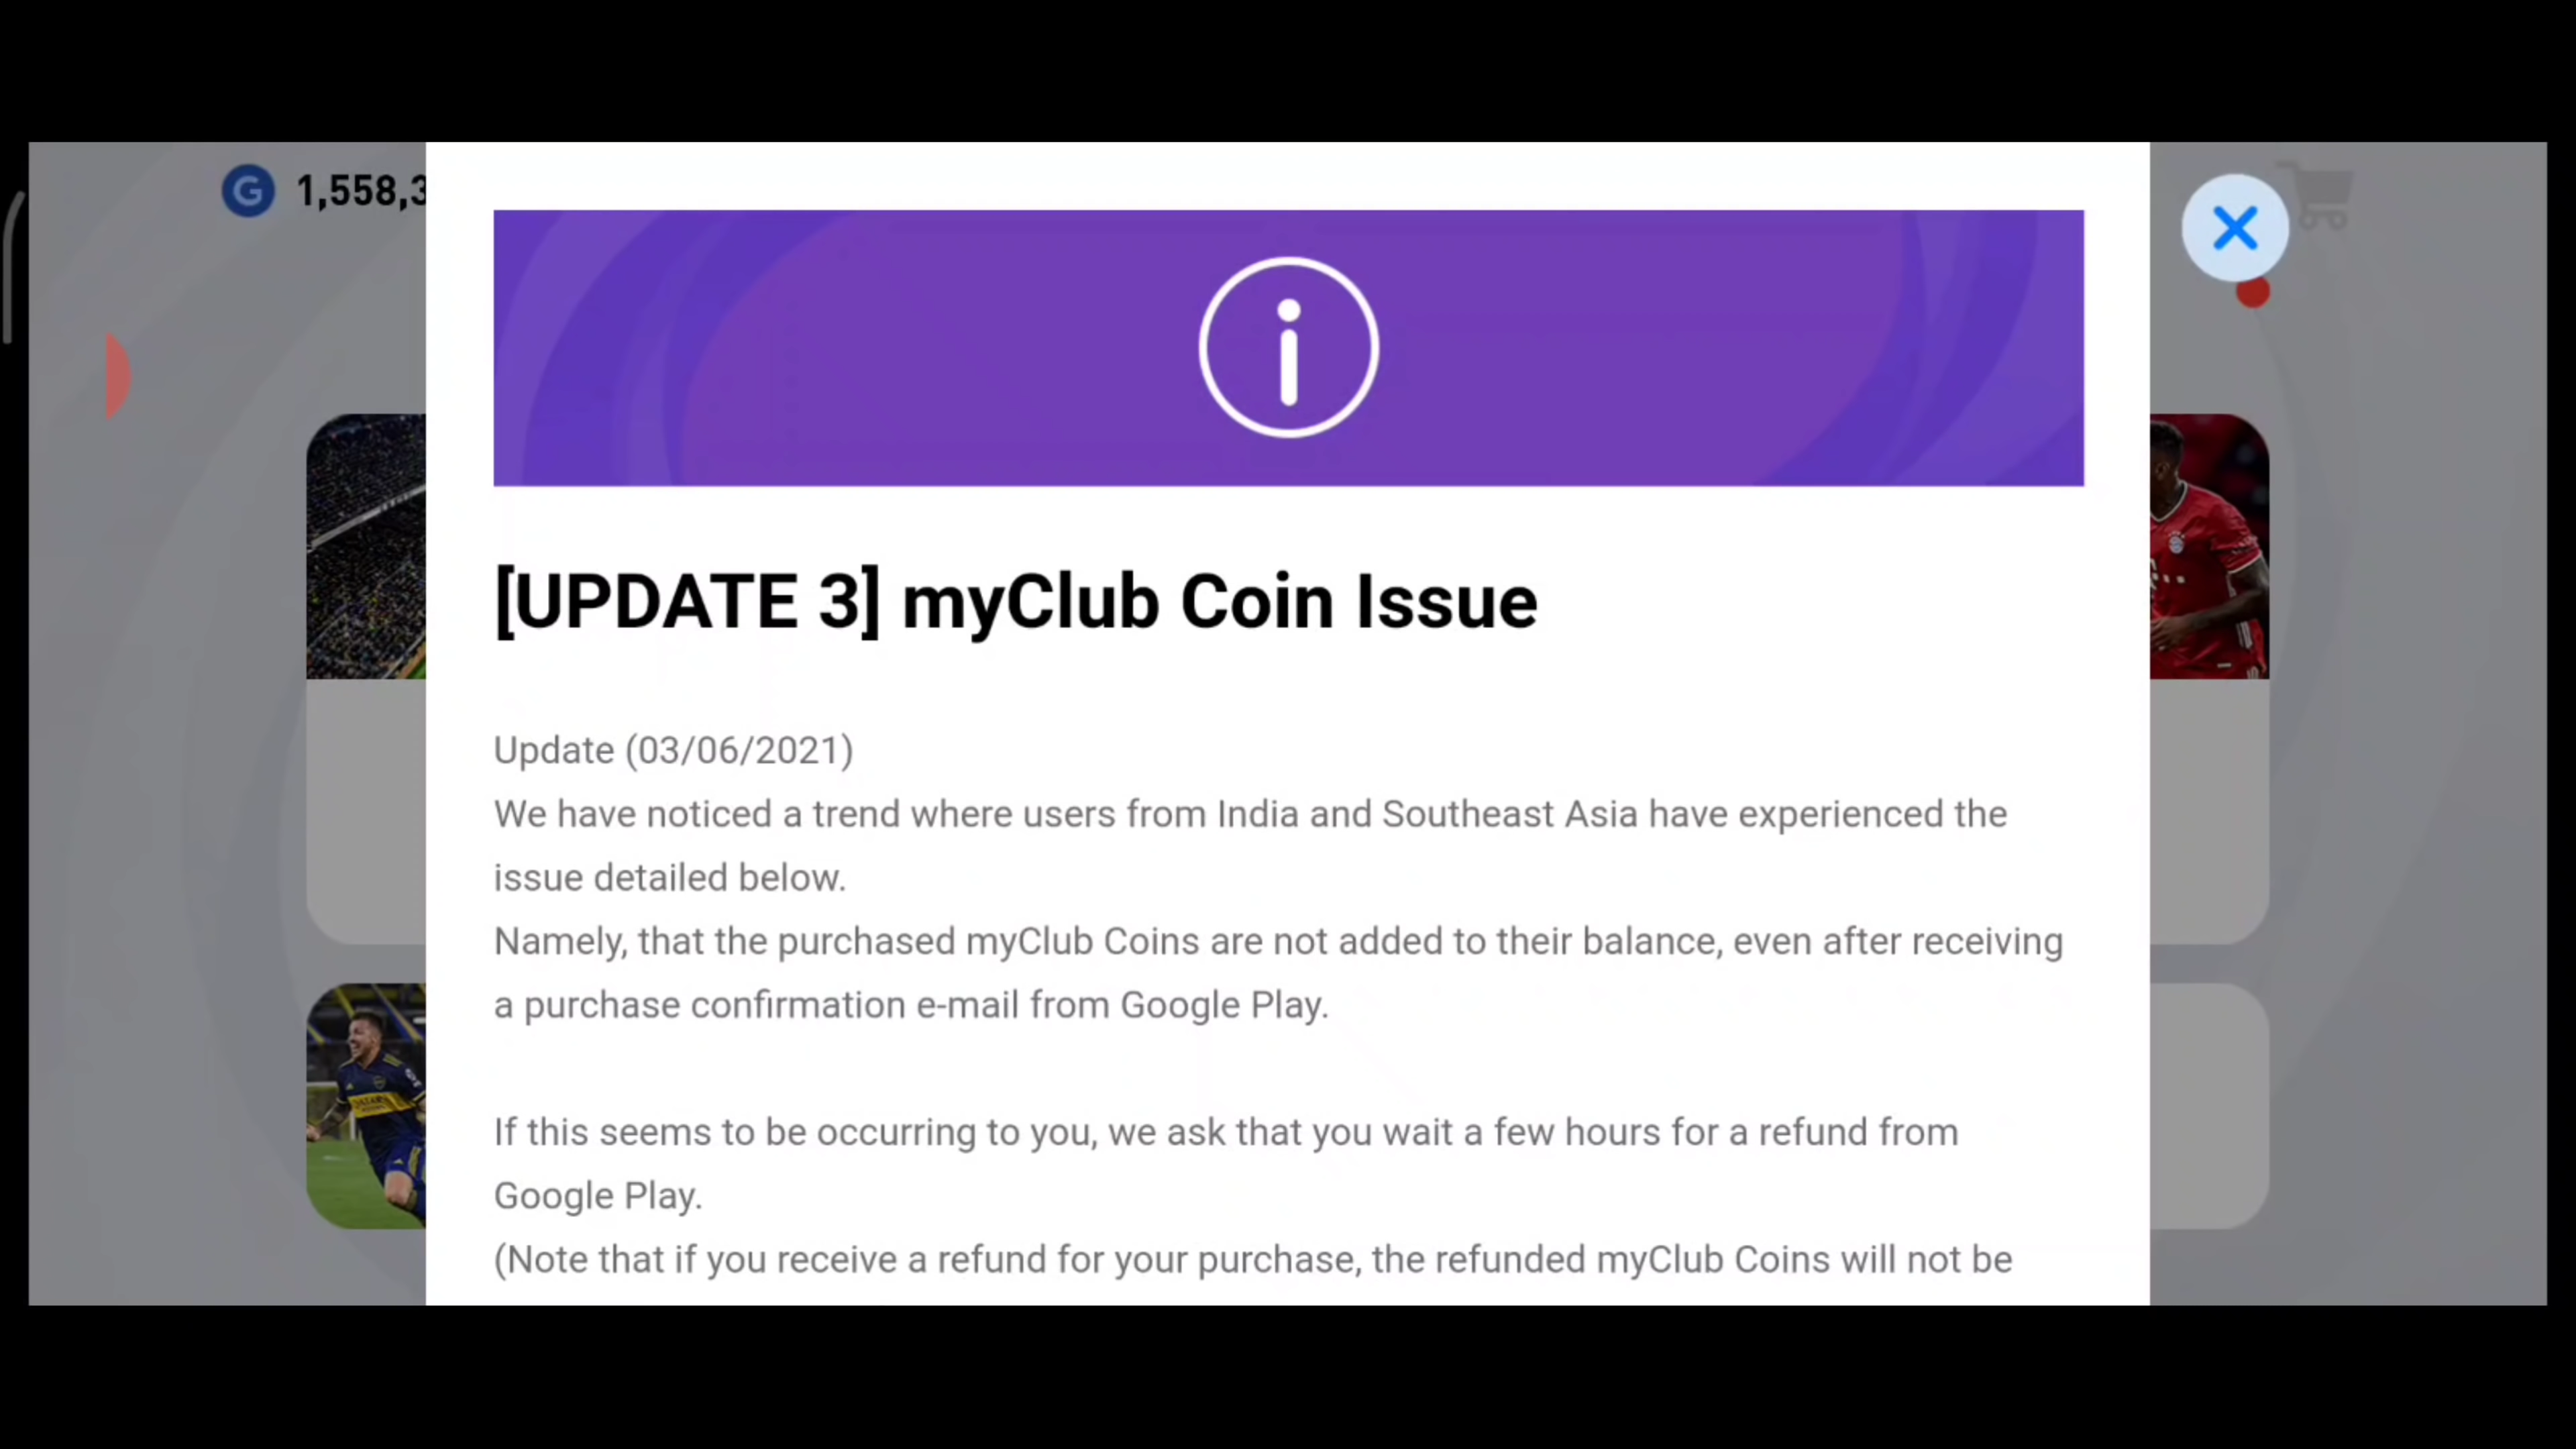 G 1,558,3
[UPDATE 3] myClub Coin Issue
Update (03/06/2021)
We have noticed a trend where users from India and Southeast Asia have experienced the
issue detailed below.
Namely, that the purchased myClub Coins are not added to their balance, even after receiving
a purchase confirmation e-mail from Google Play.
If this seems to be occurring to you, we ask that you wait a few hours for a refund from
Google Play.
(Note that if you receive a refund for your purchase, the refunded myClub Coins will not be